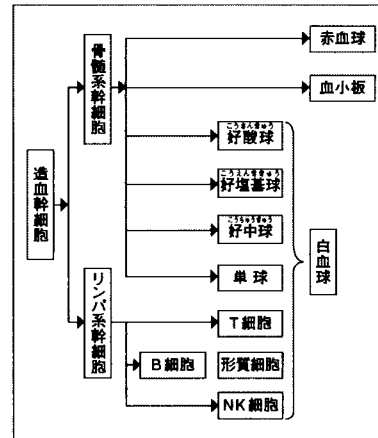 造血幹細胞
骨髄系幹細胞
リンパ系幹細胞
赤血球
血小板
こうさんきゅう
好酸球
こうえんききゅう
好塩基球
こうちゅうきゅう
好中球
単球
T細胞
B細胞
形質細胞
NK細胞
白血球